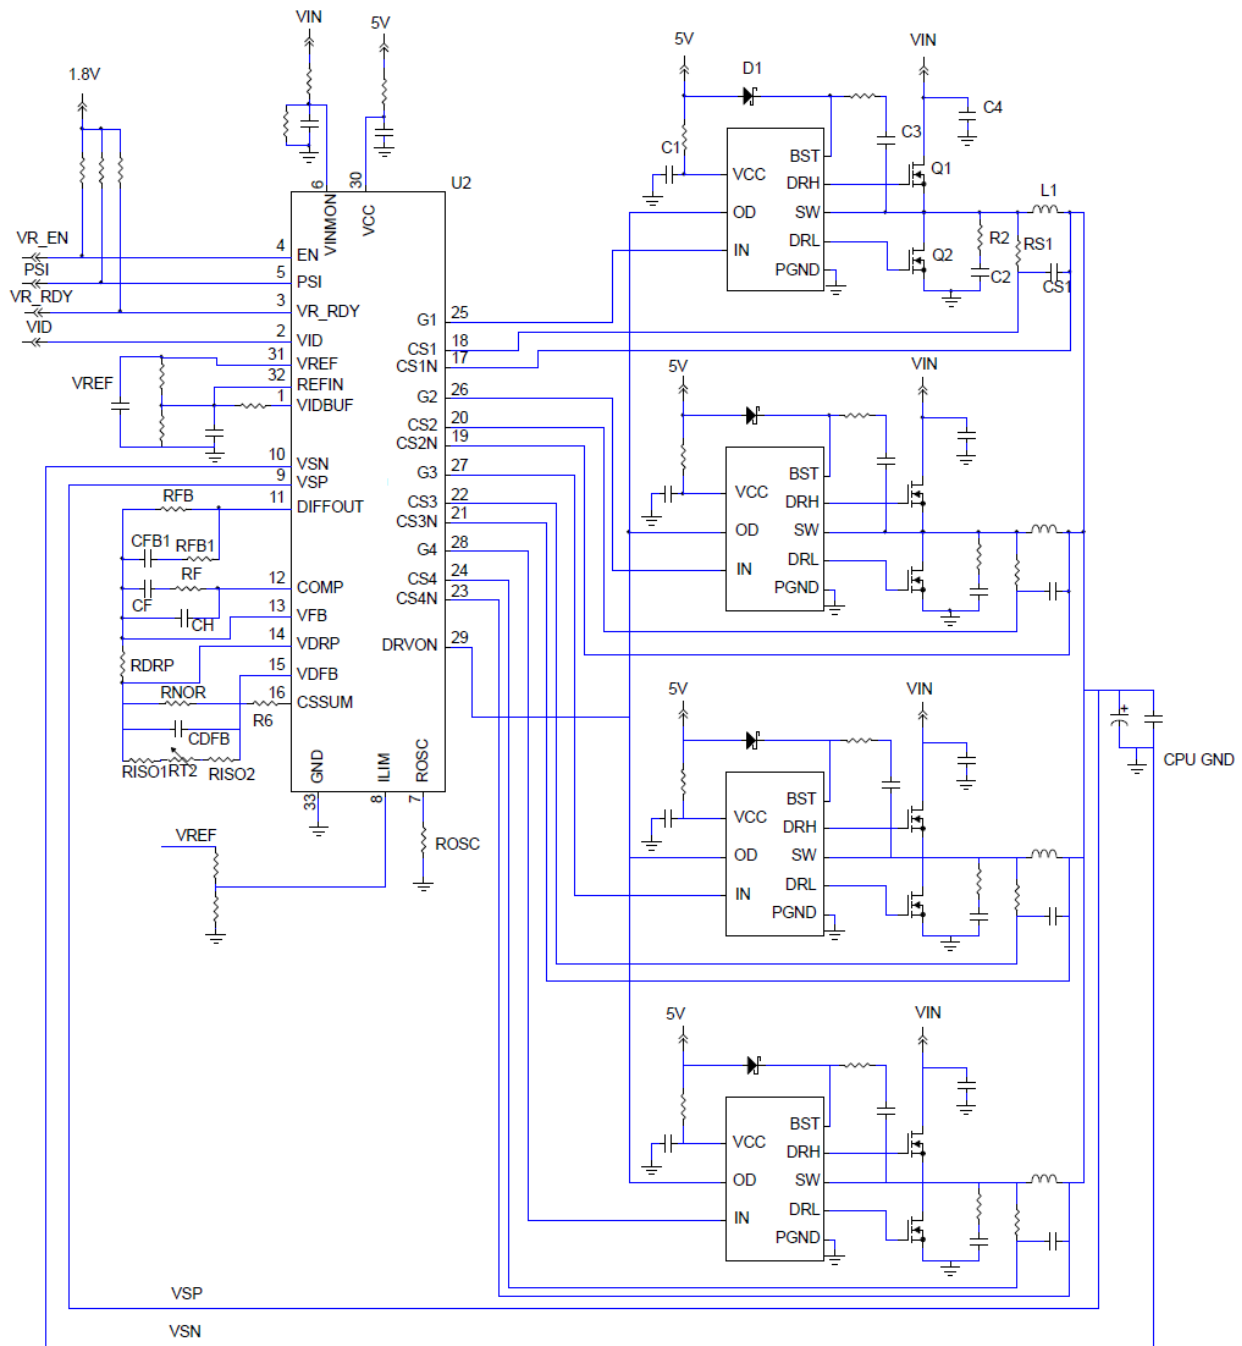 VIN
5V
1.8V
6
30
U2
VINMON
VCC
VR_EN
4
EN
PSI
5
PSI
VR_RDY
3
VR_RDY
VID
2
VID
31
VREF
VREF
32
REFIN
1
VIDBUF
10
VSN
9
VSP
RFB
11
DIFFOUT
CFB1
RFB1
RF
12
COMP
CF
13
VFB
CH
14
VDRP
RDRP
15
VDFB
RNOR
16
CSSUM
R6
CDFB
RISO1
RT2
RISO2
GND
ILIM
ROSC
33
8
7
VREF
ROSC
G1
25
CS1
18
CS1N
17
G2
26
CS2
20
CS2N
19
G3
27
CS3
22
CS3N
21
G4
28
CS4
24
CS4N
23
DRVON
29
5V
VIN
D1
C4
C3
C1
BST
VCC
DRH
Q1
L1
OD
SW
R2
RS1
IN
DRL
Q2
PGND
C2
CS1
5V
VIN
BST
VCC
DRH
OD
SW
IN
DRL
PGND
5V
VIN
BST
VCC
DRH
OD
SW
IN
DRL
PGND
+
CPU GND
5V
VIN
BST
VCC
DRH
OD
SW
IN
DRL
PGND
VSP
VSN